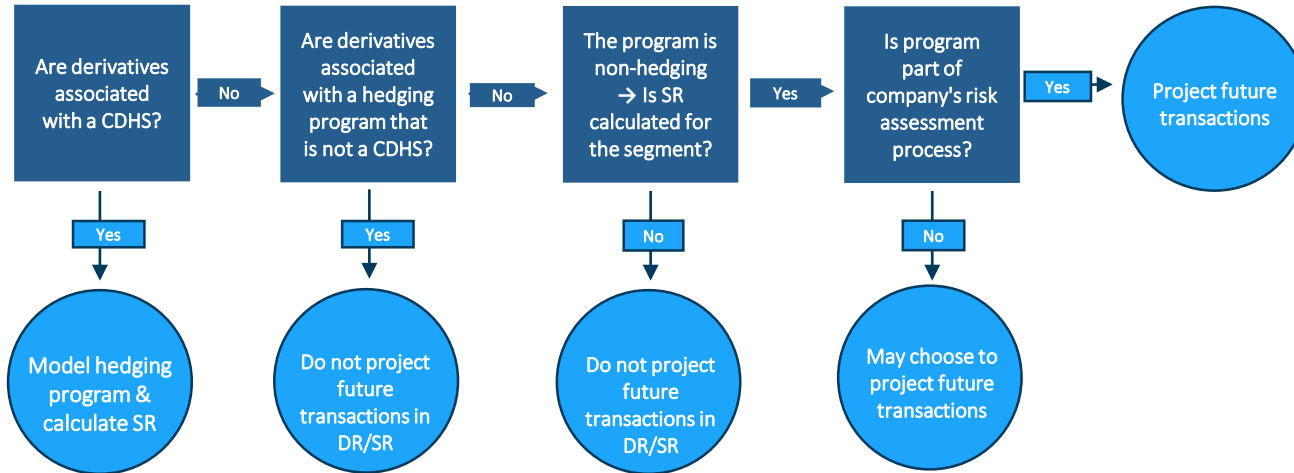 Are derivatives
associated
with a CDHS?
No
Are derivatives
associated
with a hedging
program that
is not a CDHS?
No
The program is
non-hedging
→ Is SR
calculated for
the segment?
Yes
Is program
part of
company's risk
assessment
process?
Yes
Project future
transactions
Yes
Yes
No
No
Model hedging
program &
calculate SR
Do not project
future
transactions in
DR/SR
Do not project
future
transactions in
DR/SR
May choose to
project future
transactions